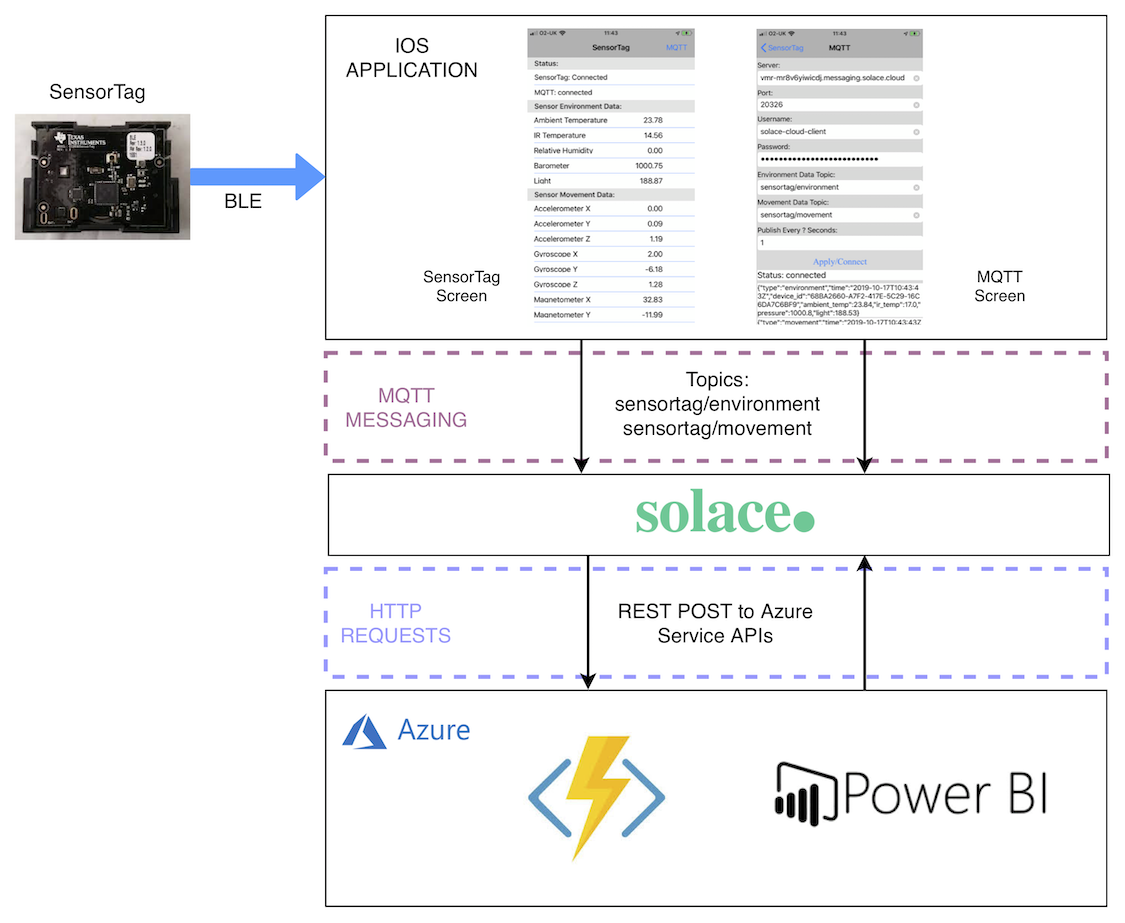 SensorTag
TEXAS
INSTRUMENTS
BLE
IOS
APPLICATION
O2-UK 11:43
SensorTag MQTT
Status:
SensorTag: Connected
MQTT: connected
Sensor Environment Data:
Ambient Temperature 23.78
IR Temperature 14.56
Relative Humidity 0.00
Barometer 1000.75
Light 188.87
Sensor Movement Data:
Accelerometer X 0.00
Accelerometer Y 0.09
Accelerometer Z 1.19
Gyroscope X 2.00
Gyroscope Y -6.18
Gyroscope Z 1.28
Magnetometer X 32.83
Magnetometer Y -11.99
SensorTag
Screen
O2-UK 11:43
SensorTag MQTT
Server:
vmr-mr8v6yiwicdj.messaging.solace.cloud
Port:
20326
Username:
solace-cloud-client
Password:
Environment Data Topic:
sensortag/environment
Movement Data Topic:
sensortag/movement
Publish Every ? Seconds:
1
Apply/Connect
Status: connected
{"type":"environment","time":"2019-10-17T10:43:4
3Z","device_id":"68BA2660-A7F2-417E-5C29-16C
6DA7C6BF9","ambient_temp":23.84,"ir_temp":17.0,"
pressure":1000.8,"light":188.53}
{"type":"movement","time":"2019-10-17T10:43:43Z
MQTT
Screen
MQTT
MESSAGING
Topics:
sensortag/environment
sensortag/movement
solace.
HTTP
REQUESTS
REST POST to Azure
Service APIs
Azure
Power BI